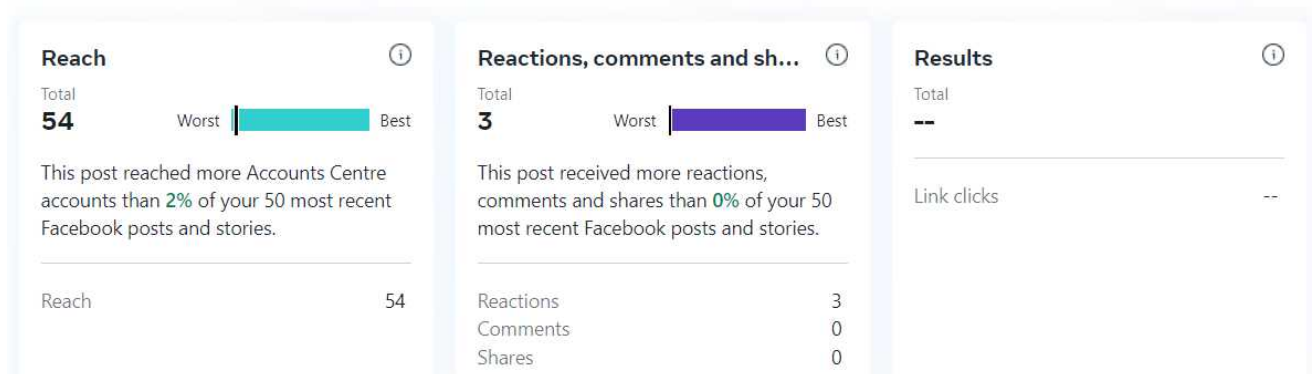 Reach
Total
54
Worst
Best
This post reached more Accounts Centre
accounts than 2% of your 50 most recent
Facebook posts and stories.
Reach 54
Reactions, comments and sh...
Total
3
Worst
Best
This post received more reactions,
comments and shares than 0% of your 50
most recent Facebook posts and stories.
Reactions 3
Comments 0
Shares 0
Results
Total
--
Link clicks --